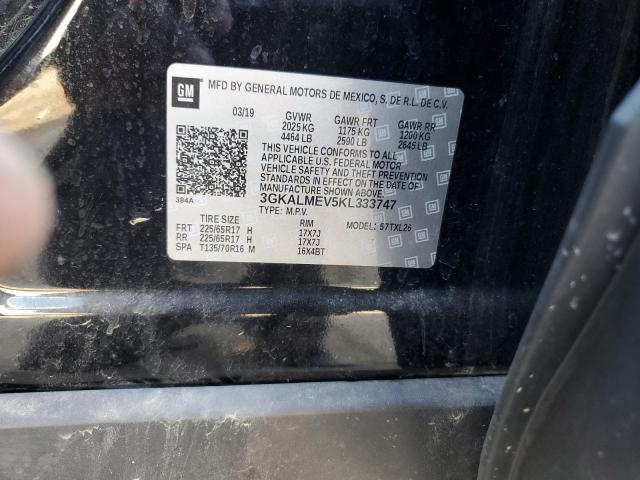 GM
MFD BY GENERAL MOTORS DE MEXICO, S. DE R.L. DE C.V.
03/19 GVWR GAWR FRT GAWR RR
2025 KG 1175 KG 1200 KG
4464 LB 2590 LB 2645 LB
THIS VEHICLE CONFORMS TO ALL
APPLICABLE U.S. FEDERAL MOTOR
VEHICLE SAFETY, BUMPER, AND THEFT PREVENTION
STANDARDS IN EFFECT ON THE DATE OF
MANUFACTURE SHOWN ABOVE.
384A 3GKALMEV5KL333747
TYPE: M.P.V. MODEL: 57TXL26
TIRE SIZE RIM
FRT 225/65R17 H 17X7J
RR 225/65R17 H 17X7J
SPA T135/70R16 M 16X4BT